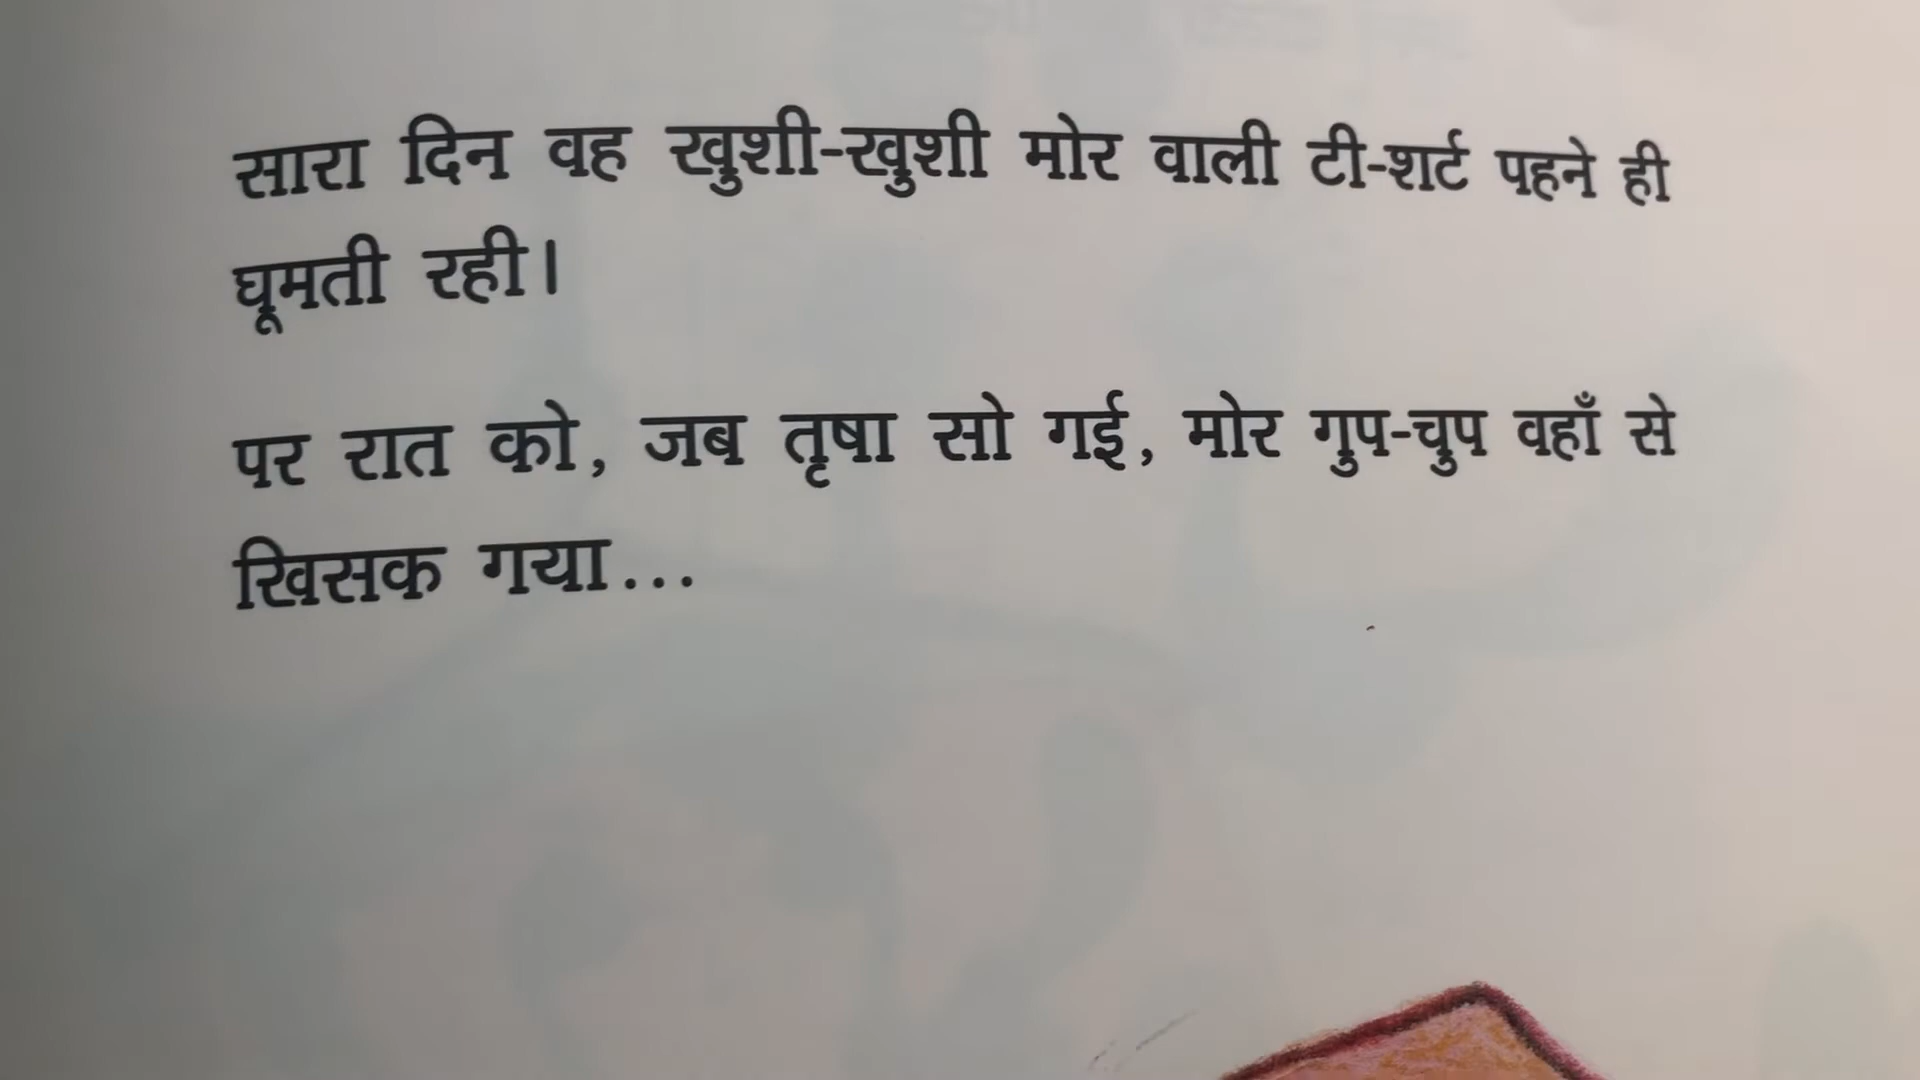 सारा दिन वह खुशी-खुशी मोर वाली टी-शर्ट पहने ही
घूमती रही।
पर रात को, जब तृषा सो गई, मोर गुप-चुप वहाँ से
खिसक गया...